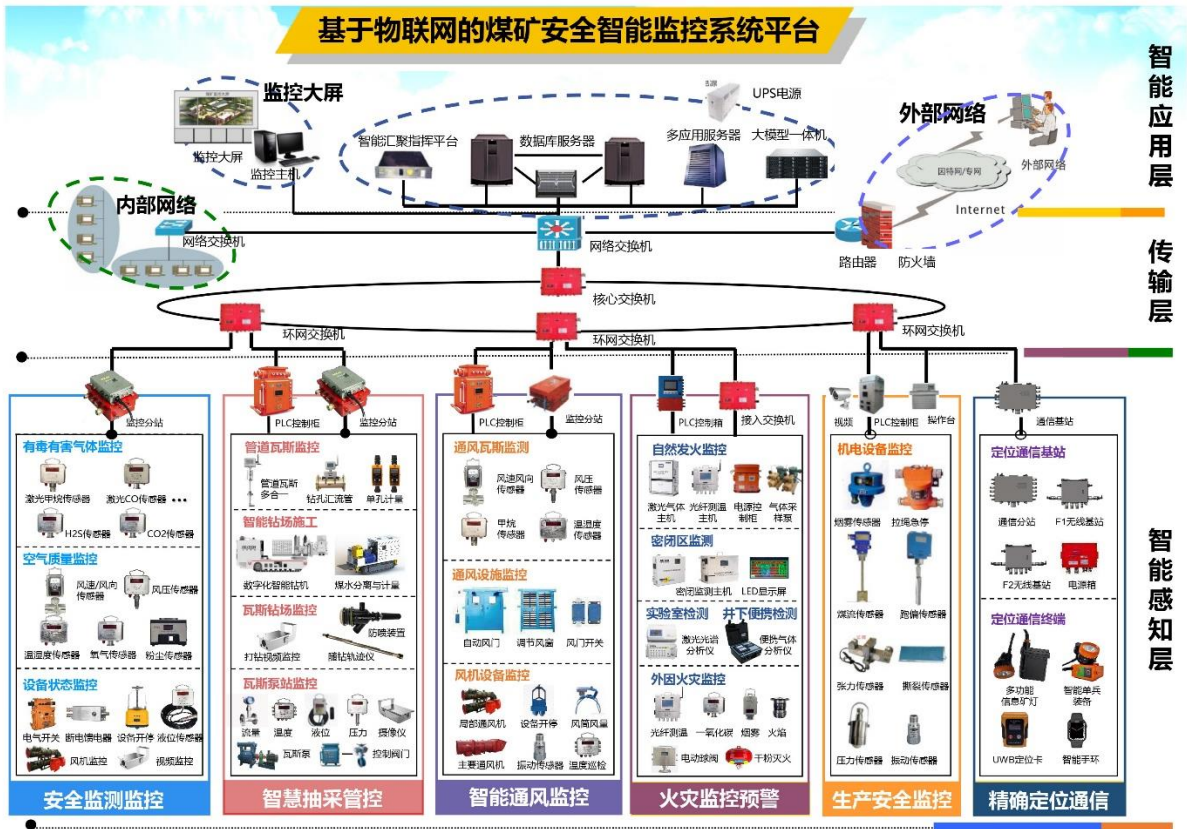 基于物联网的煤矿安全智能监控系统平台
智能应用层
监控大屏
监控大屏
监控主机
UPS电源
智能汇聚指挥平台
数据库服务器
多应用服务器
大模型一体机
外部网络
外部网络
因特网/专网
Internet
内部网络
网络交换机
网络交换机
路由器
防火墙
传输层
核心交换机
环网交换机
环网交换机
环网交换机
智能感知层
监控分站
有毒有害气体监控
激光甲烷传感器
激光CO传感器
•••
H2S传感器
CO2传感器
空气质量监控
风速/风向
传感器
风压传感器
温湿度传感器
氧气传感器
粉尘传感器
设备状态监控
电气开关
断电馈电器
设备开停
液位传感器
风机监控
视频监控
安全监测监控
PLC控制柜
监控分站
管道瓦斯监控
管道瓦斯
多合一
钻孔汇流管
单孔计量
智能钻场施工
数字化智能钻机
煤水分离与计量
瓦斯钻场监控
防喷装置
打钻视频监控
随钻轨迹仪
瓦斯泵站监控
流量
温度
液位
压力
摄像仪
瓦斯泵
控制阀门
智慧抽采管控
PLC控制柜
监控分站
通风瓦斯监测
风速风向
传感器
风压
传感器
甲烷
传感器
温湿度
传感器
通风设施监控
自动风门
调节风窗
风门开关
风机设备监控
局部通风机
设备开停
风筒风量
主要通风机
振动传感器
温度巡检
智能通风监控
PLC控制箱
接入交换机
自然发火监控
激光气体
主机
光纤测温
主机
电源控
制柜
气体采
样泵
密闭区监测
密闭监测主机
LED显示屏
实验室检测
井下便携检测
激光光谱
分析仪
便携气体
分析仪
外因火灾监控
光纤测温
一氧化碳
烟雾
火焰
电动球阀
干粉灭火
火灾监控预警
视频
PLC控制柜
操作台
机电设备监控
烟雾传感器
拉绳急停
煤流传感器
跑偏传感器
张力传感器
撕裂传感器
压力传感器
振动传感器
生产安全监控
通信基站
定位通信基站
通信分站
F1无线基站
F2无线基站
电源箱
定位通信终端
多功能
信息矿灯
智能单兵
装备
UWB定位卡
智能手环
精确定位通信